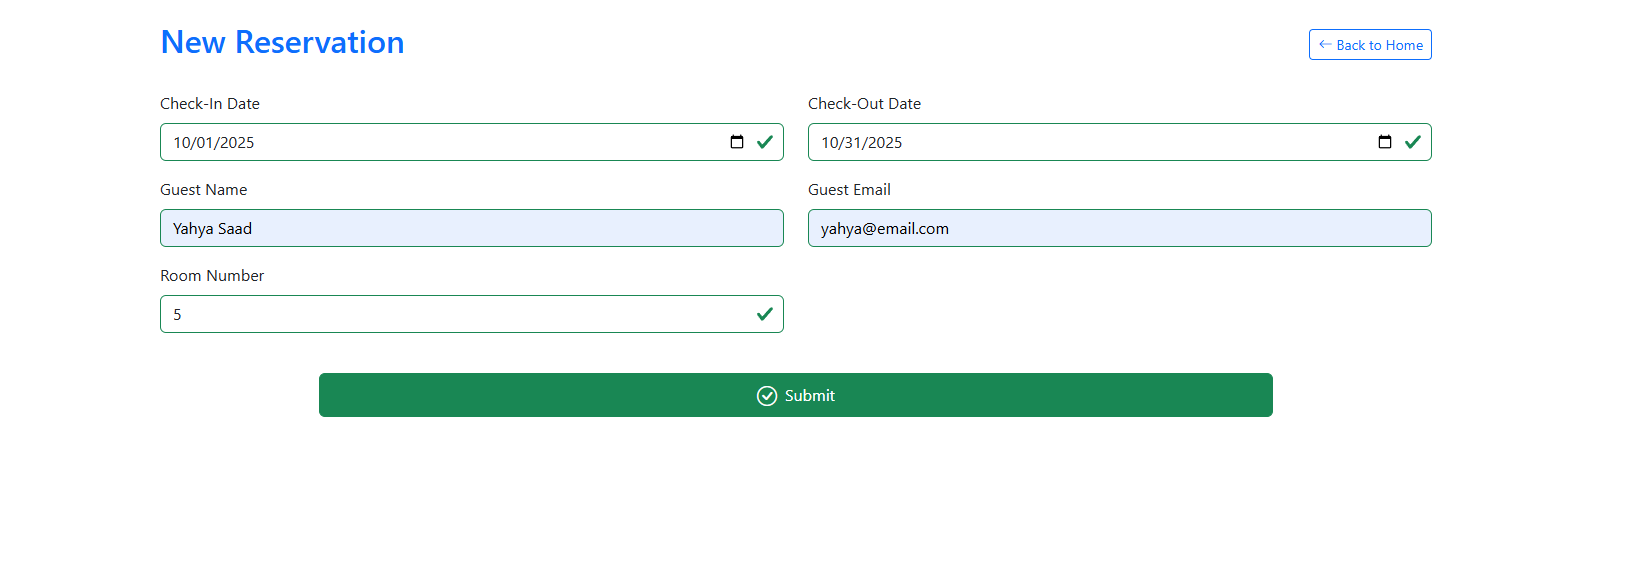 New Reservation
Back to Home
Check-In Date
Check-Out Date
10/01/2025
10/31/2025
Guest Name
Guest Email
Yahya Saad
yahya@email.com
Room Number
5
Submit